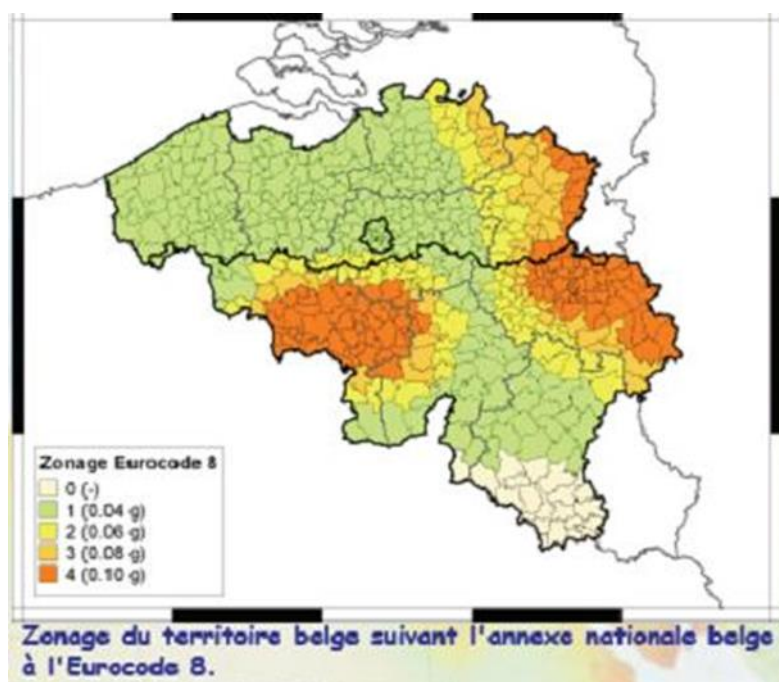 Zonage Eurocode 8
0 (-)
1 (0.04 g)
2 (0.06 g)
3 (0.08 g)
4 (0.10 g)
Zonage du territoire belge suivant l'annexe nationale belge
à l'Eurocode 8.